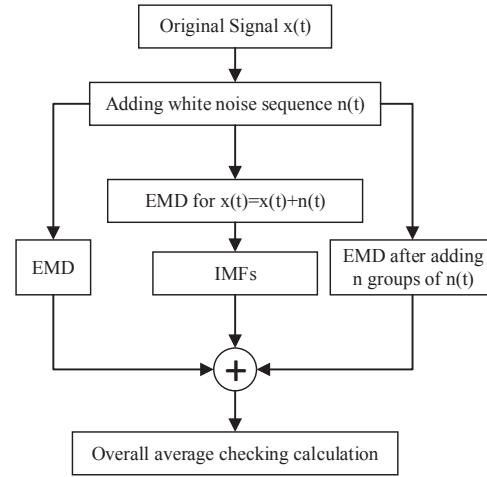 Original Signal x(t)
Adding white noise sequence n(t)
EMD for x(t)=x(t)+n(t)
EMD
IMFs
EMD after adding
n groups of n(t)
+
Overall average checking calculation